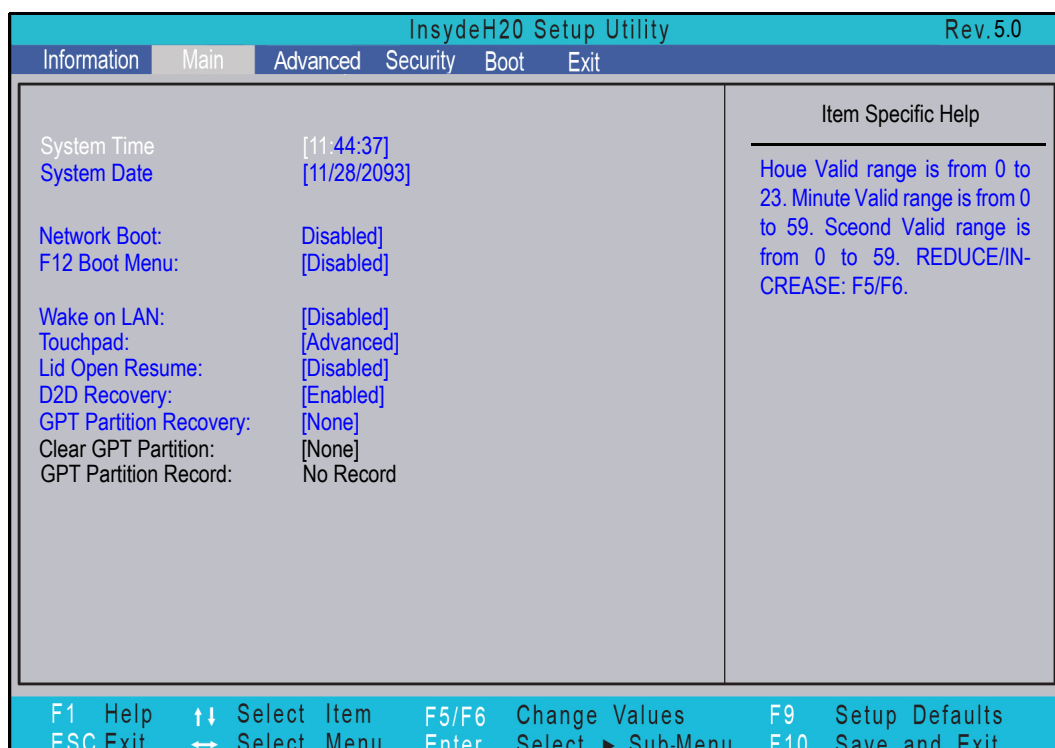 InsydeH20 Setup Utility Rev. 5.0
Information Main Advanced Security Boot Exit
Item Specific Help
System Time [11:44:37]
System Date [11/28/2093]
Network Boot: Disabled]
F12 Boot Menu: [Disabled]
Wake on LAN: [Disabled]
Touchpad: [Advanced]
Lid Open Resume: [Disabled]
D2D Recovery: [Enabled]
GPT Partition Recovery: [None]
Clear GPT Partition: [None]
GPT Partition Record: No Record
Houe Valid range is from 0 to
23. Minute Valid range is from 0
to 59. Sceond Valid range is
from 0 to 59. REDUCE/IN-
CREASE: F5/F6.
F1 Help ↑↓ Select Item F5/F6 Change Values F9 Setup Defaults
ESC Exit ↔ Select Menu Enter Select ► Sub-Menu F10 Save and Exit